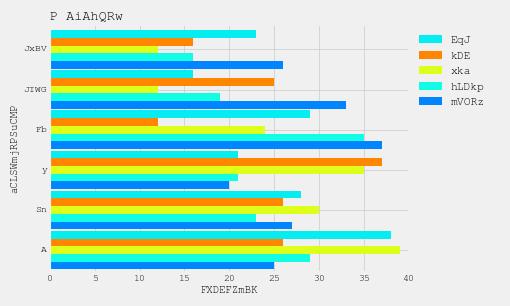 P AiAhQRw
EqJ
kDE
xka
hLDkp
mVORz
JxBV
JrWG
Fb
y
Sn
A
aCLSWmjRPSuCMP
0 5 10 15 20 25 30 35 40
FXDEFZmBK